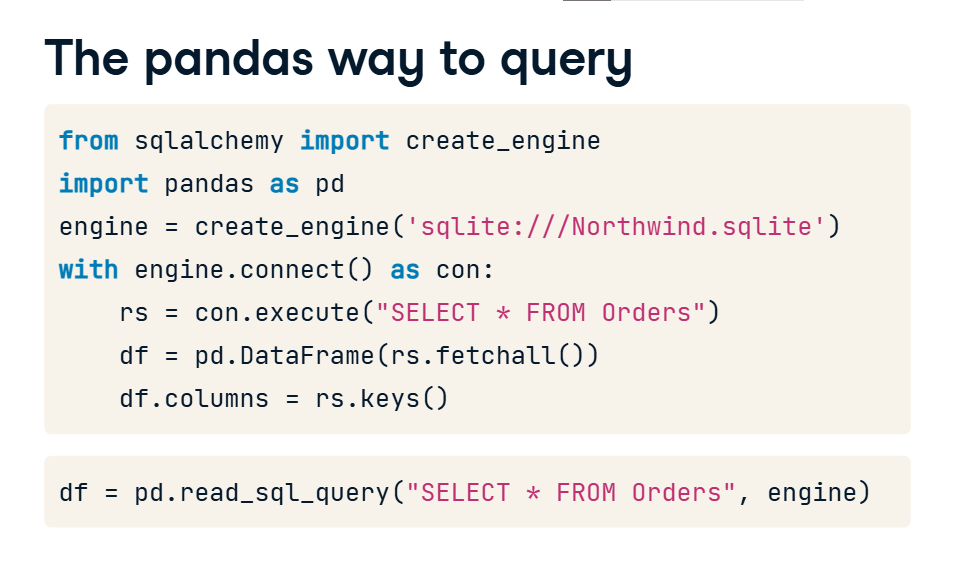 The pandas way to query
from sqlalchemy import create_engine
import pandas as pd
engine = create_engine('sqlite:///Northwind.sqlite')
with engine.connect() as con:
    rs = con.execute("SELECT * FROM Orders")
    df = pd.DataFrame(rs.fetchall())
    df.columns = rs.keys()
df = pd.read_sql_query("SELECT * FROM Orders", engine)